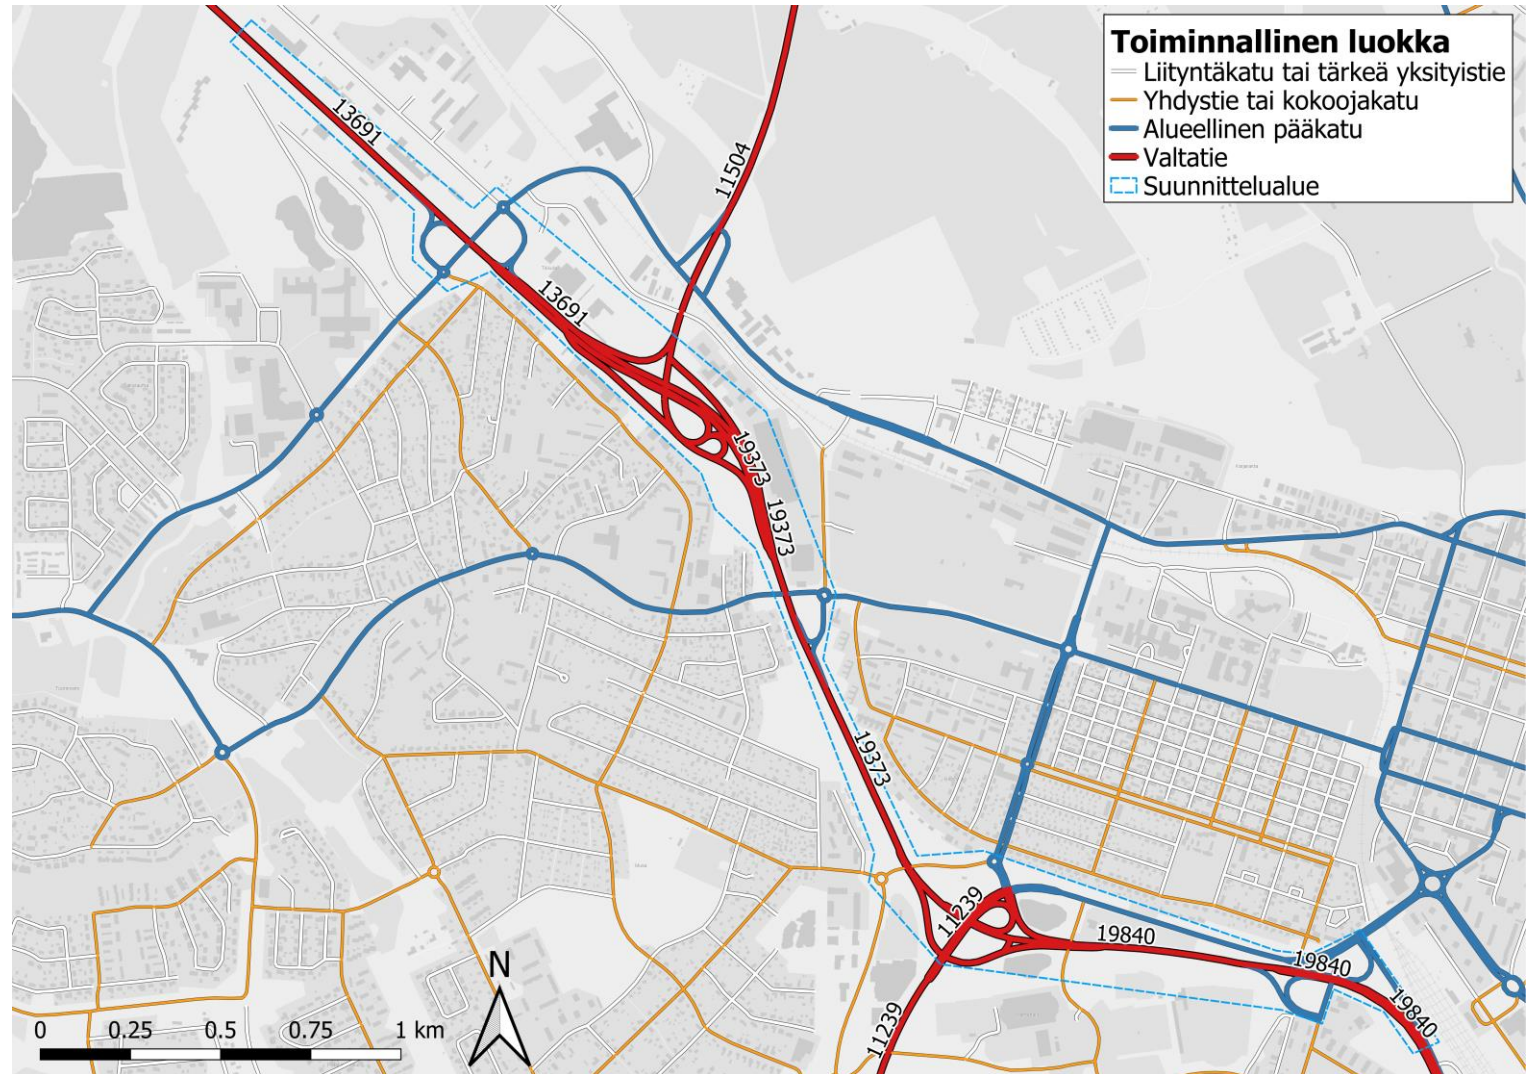 Toiminnallinen luokka
Liityntäkatu tai tärkeä yksityistie
Yhdystie tai kokoojakatu
Alueellinen pääkatu
Valtatie
Suunnittelualue
13691
11504
13691
19373
19373
19373
11239
19840
19840
19840
11239
N
0 0.25 0.5 0.75 1 km